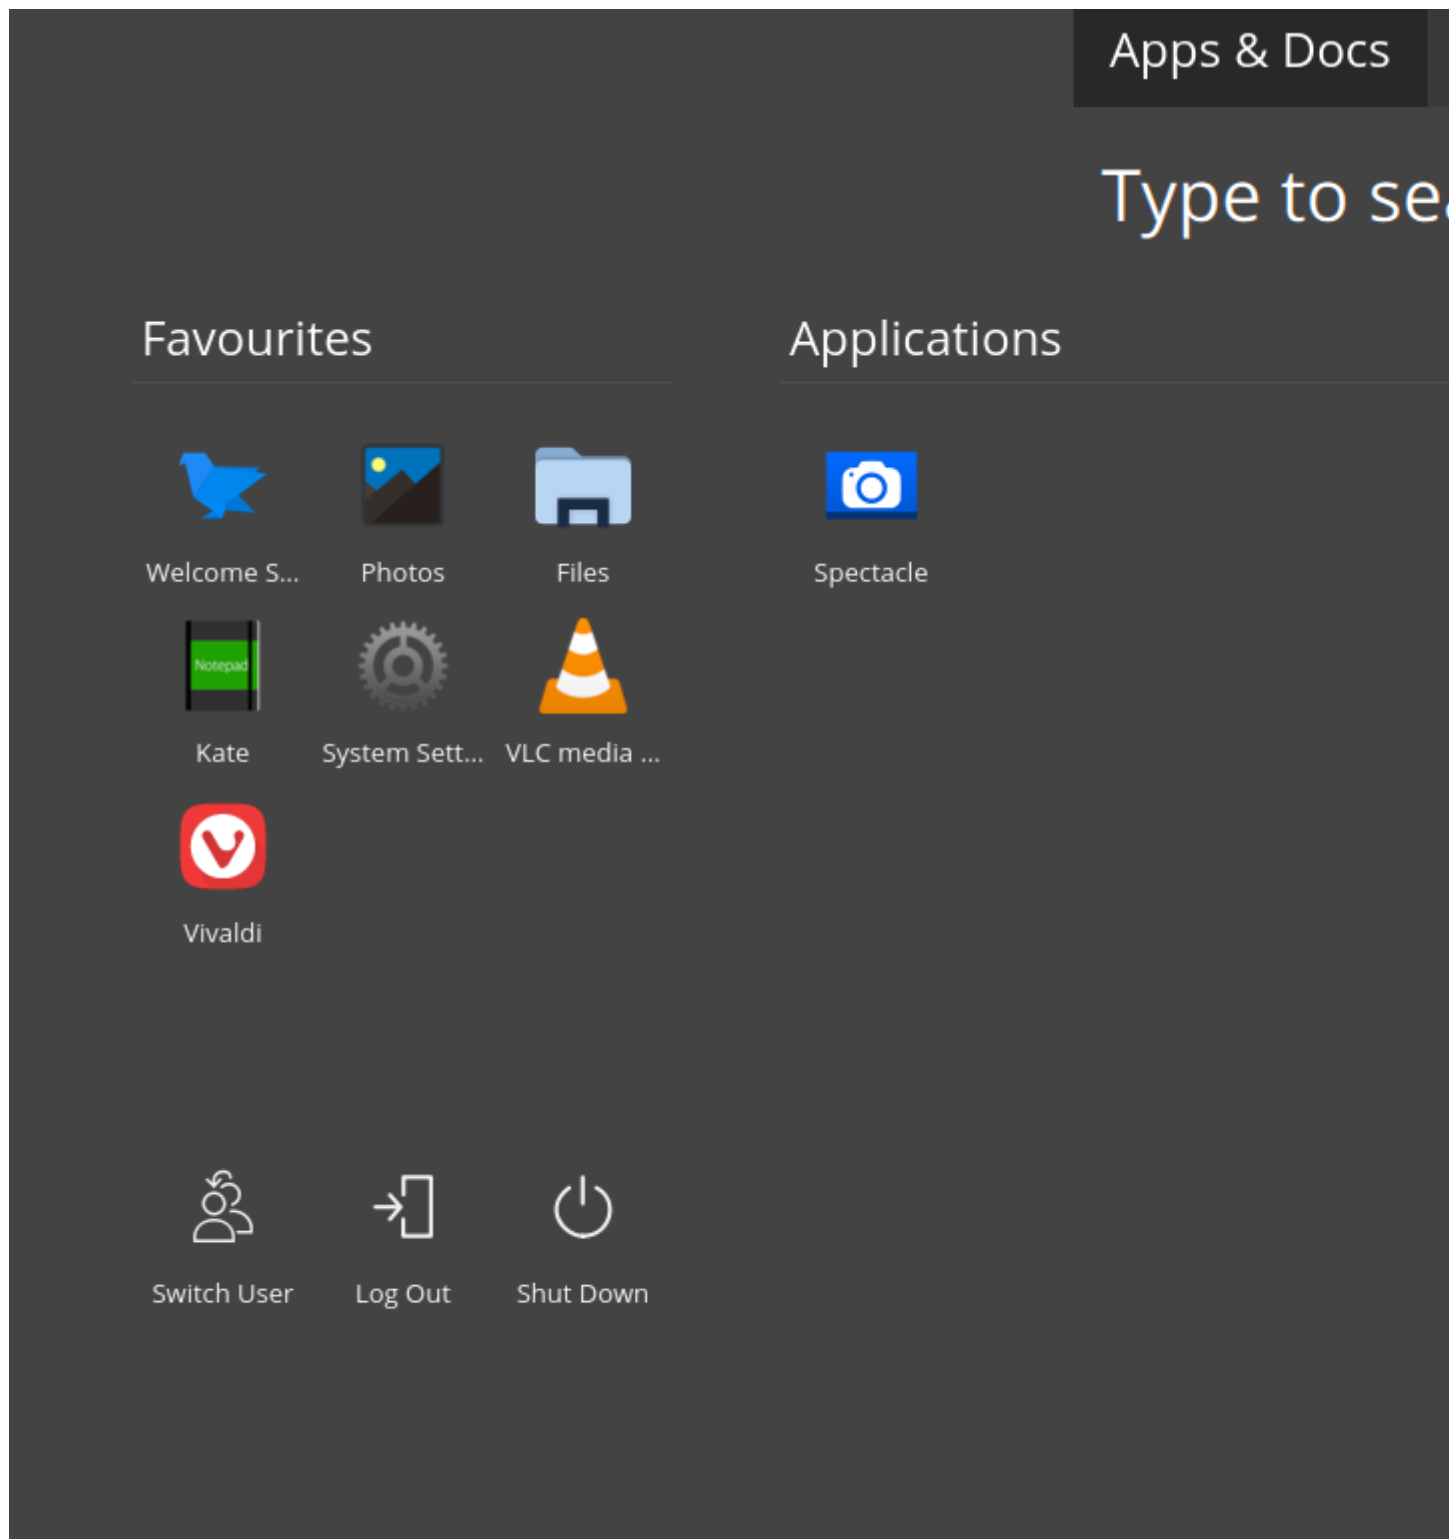 Apps & Docs
Type to se
Favourites
Applications
Welcome S...
Photos
Files
Spectacle
Notepad
Kate
System Sett...
VLC media ...
Vivaldi
Switch User
Log Out
Shut Down